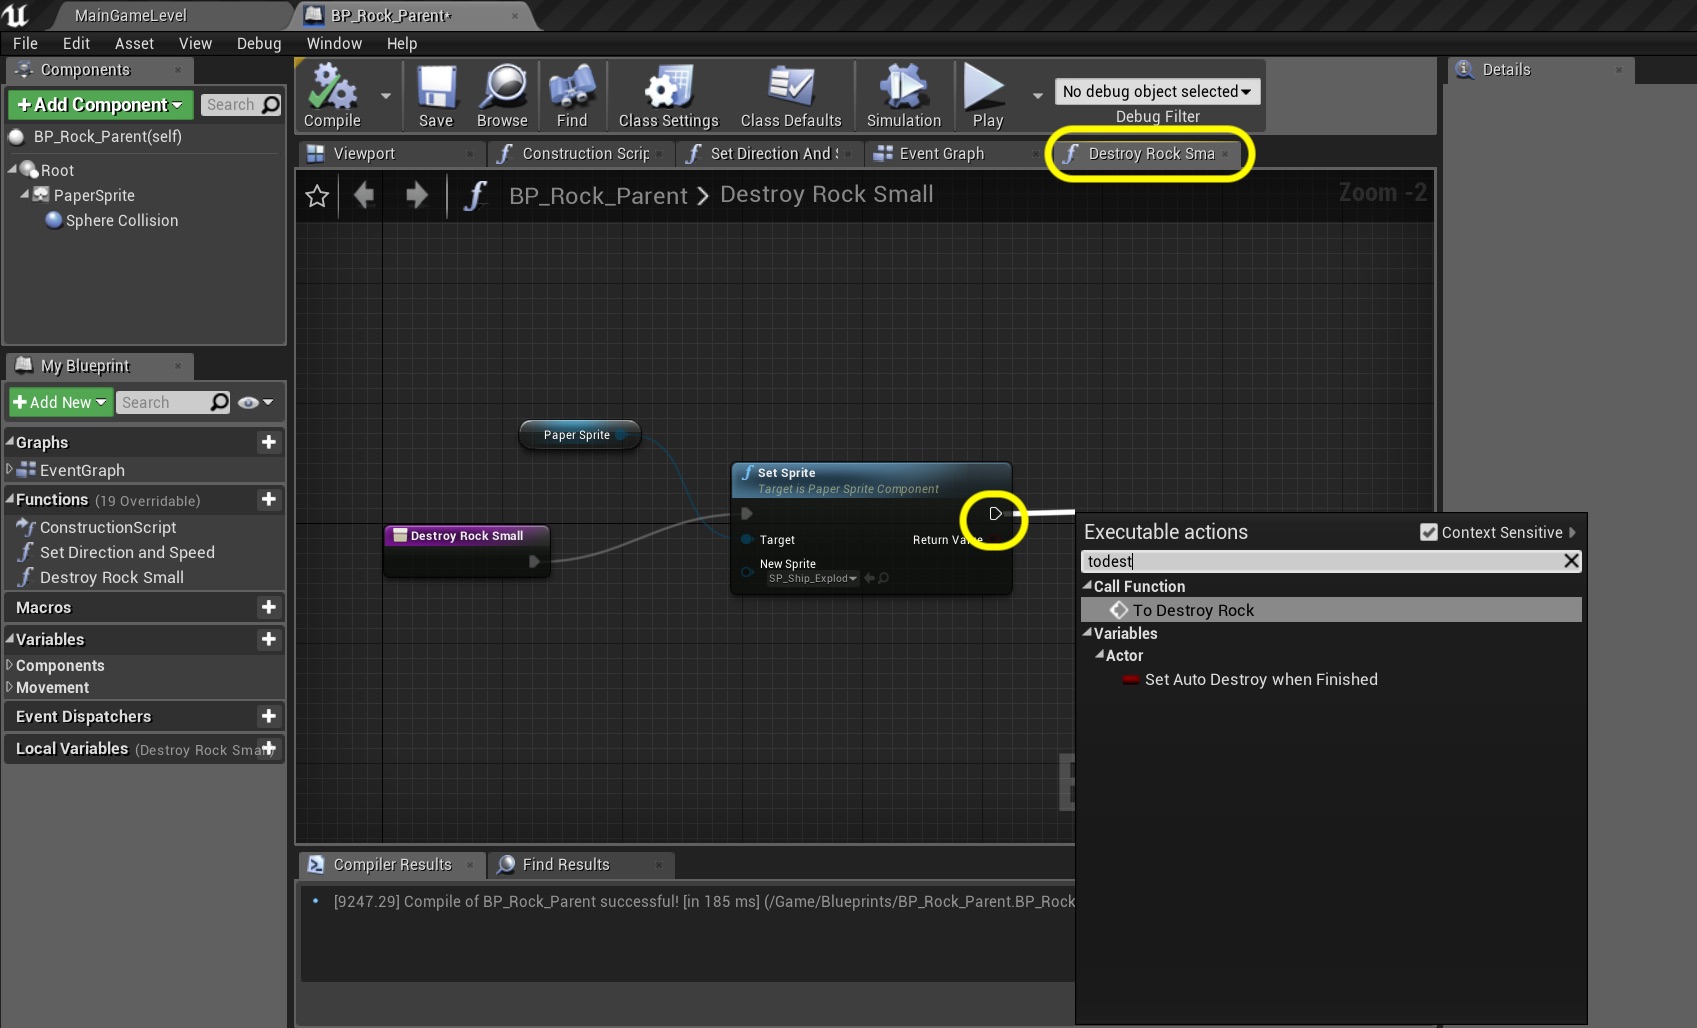 MainGameLevel
BP_Rock_Parent*
File Edit Asset View Debug Window Help
Components
+Add Component
Search
BP_Rock_Parent(self)
Root
PaperSprite
Sphere Collision
My Blueprint
+Add New
Search
Graphs
EventGraph
Functions (19 Overridable)
ConstructionScript
Set Direction and Speed
Destroy Rock Small
Macros
Variables
Components
Movement
Event Dispatchers
Local Variables (Destroy Rock Small)
Compile Save Browse Find Class Settings Class Defaults Simulation Play
No debug object selected
Debug Filter
Viewport Construction Scrip Set Direction And S Event Graph Destroy Rock Sma
BP_Rock_Parent > Destroy Rock Small
Zoom -2
Paper Sprite
Destroy Rock Small
Set Sprite
Target is Paper Sprite Component
Target Return Value
New Sprite
SP_Ship_Explod
Executable actions
Context Sensitive
todest
Call Function
To Destroy Rock
Variables
Actor
Set Auto Destroy when Finished
Compiler Results Find Results
[9247.29] Compile of BP_Rock_Parent successful! [in 185 ms] (/Game/Blueprints/BP_Rock_Parent.BP_Rock
Details